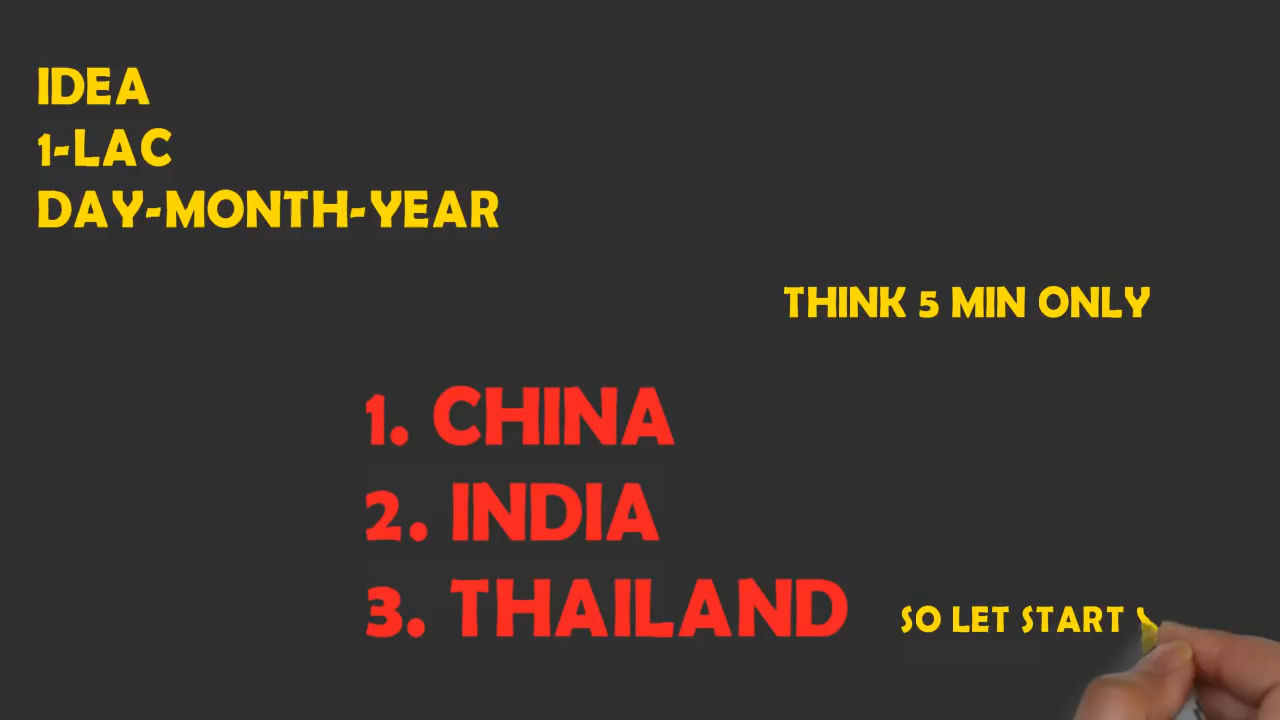 IDEA
1-LAC
DAY-MONTH-YEAR
THINK 5 MIN ONLY
1. CHINA
2. INDIA
3. THAILAND
SO LET START